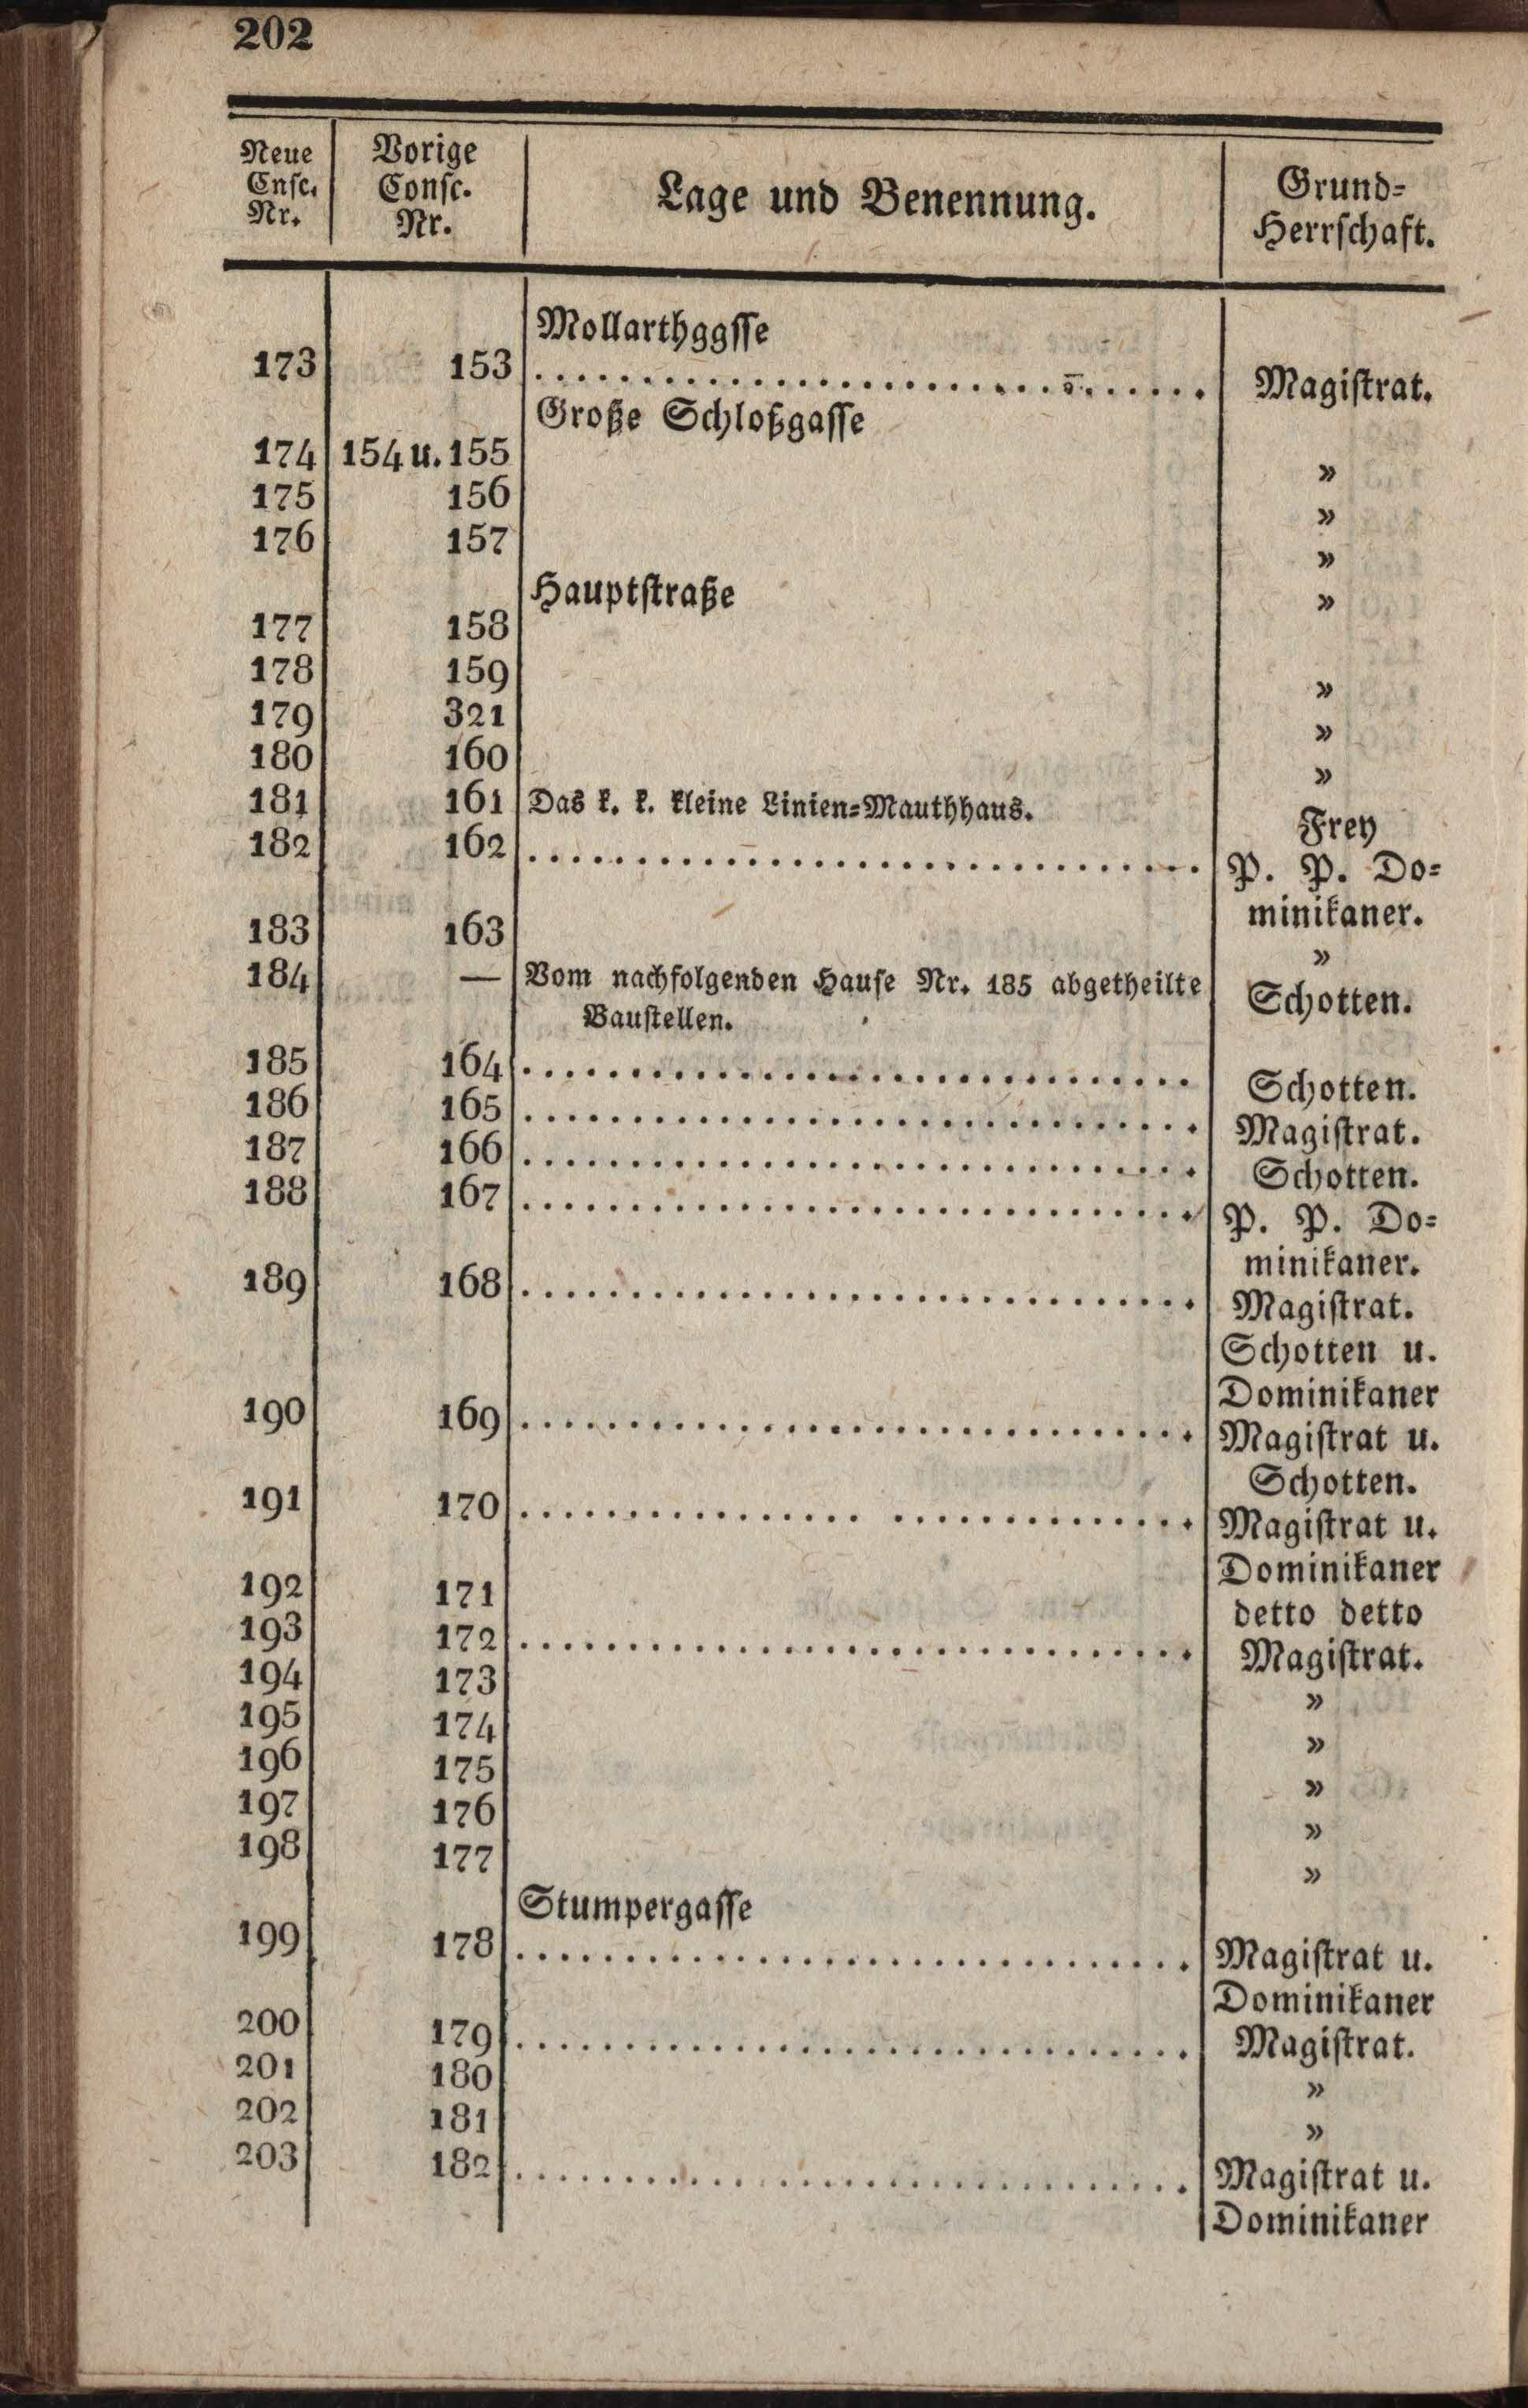 202
Neue Cnsc. Nr.
Vorige Consc. Nr.
Lage und Benennung.
Grund=
Herrschaft.
Mollarthggsse
173 153 ............................... Magistrat.
Große Schloßgasse
174 154 u. 155 »
175 156 »
176 157 »
Hauptstraße »
177 158
178 159 »
179 321 »
180 160 »
181 161 Das k. k. kleine Linien=Mauthhaus. Frey
182 162 ............................... P. P. Do=
minikaner.
183 163 »
184 — Vom nachfolgenden Hause Nr. 185 abgetheilte Schotten.
Baustellen.
185 164 ............................... Schotten.
186 165 ............................... Magistrat.
187 166 ............................... Schotten.
188 167 ............................... P. P. Do=
minikaner.
189 168 ............................... Magistrat.
Schotten u.
Dominikaner
190 169 ............................... Magistrat u.
Schotten.
191 170 ................ .............. Magistrat u.
Dominikaner
192 171 detto detto
193 172 ............................... Magistrat.
194 173 »
195 174 »
196 175 »
197 176 »
198 177 »
Stumpergasse
199 178 ............................... Magistrat u.
Dominikaner
200 179 ............................... Magistrat.
201 180 »
202 181 »
203 182 ............................... Magistrat u.
Dominikaner